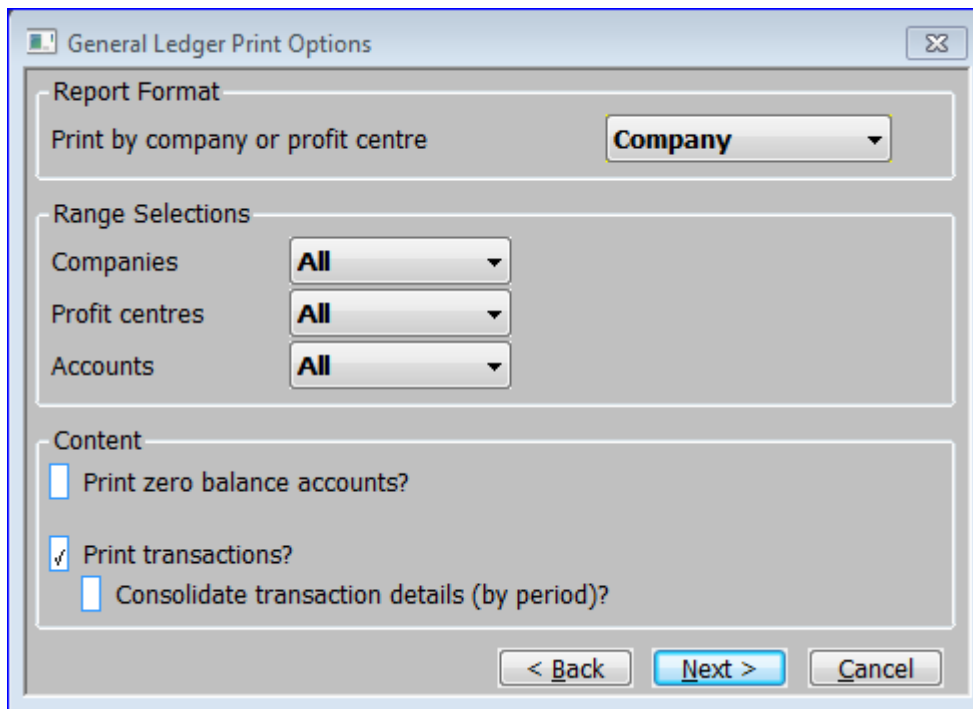 General Ledger Print Options
Report Format
Print by company or profit centre Company
Range Selections
Companies All
Profit centres All
Accounts All
Content
Print zero balance accounts?
Print transactions?
Consolidate transaction details (by period)?
< Back Next > Cancel